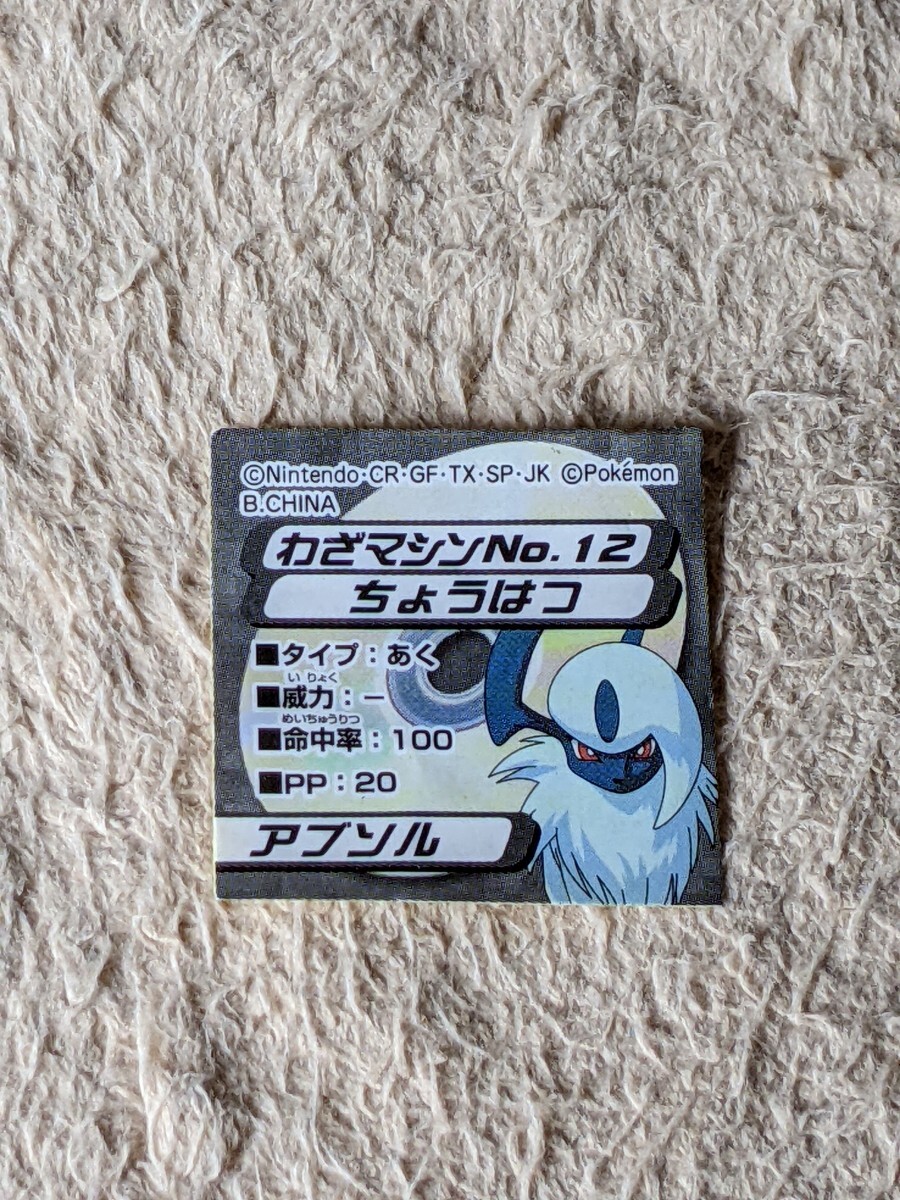 ©Nintendo・CR・GF・TX・SP・JK ©Pokémon
B.CHINA
わざマシンNo.12
ちょうはつ
■タイプ：あく
いりょく
■威力：－
めいちゅうりつ
■命中率：100
■PP：20
アブソル